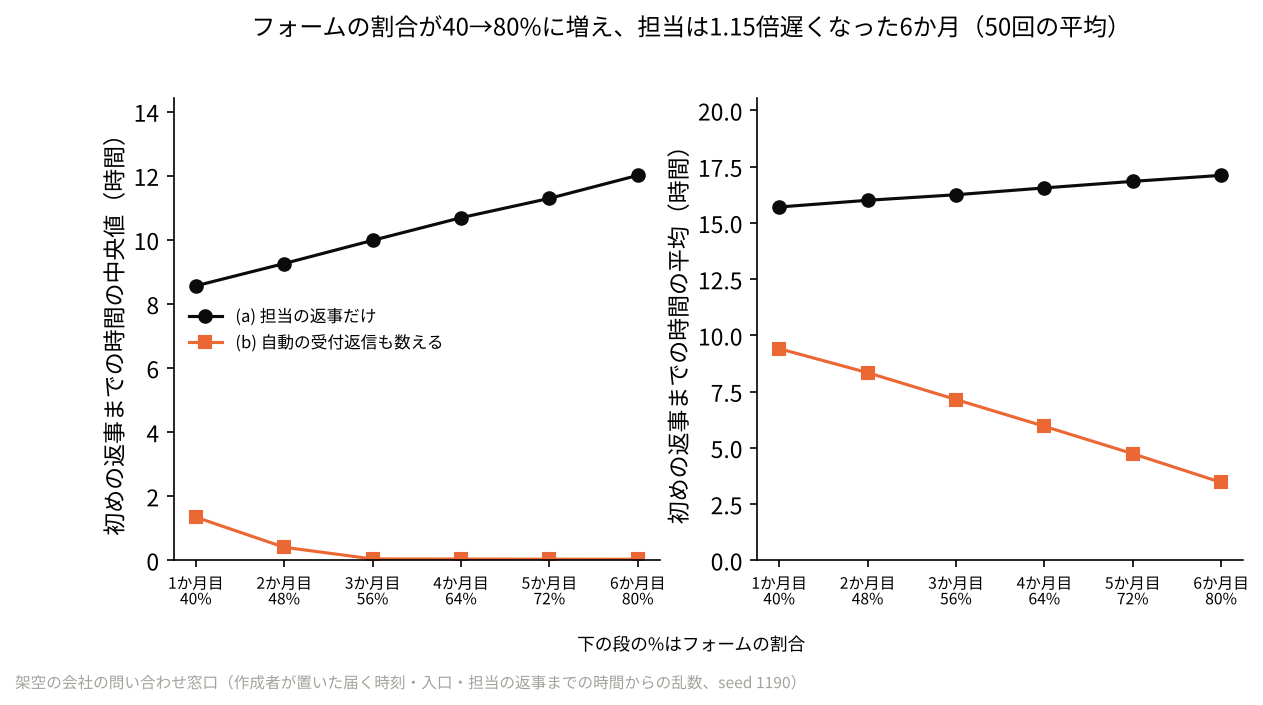 フォームの割合が40→80%に増え、担当は1.15倍遅くなった6か月（50回の平均）
初めの返事までの時間の中央値（時間）
14
12
10
8
6
4
2
0
(a) 担当の返事だけ
(b) 自動の受付返信も数える
1か月目 2か月目 3か月目 4か月目 5か月目 6か月目
40% 48% 56% 64% 72% 80%
初めの返事までの時間の平均（時間）
20.0
17.5
15.0
12.5
10.0
7.5
5.0
2.5
0.0
1か月目 2か月目 3か月目 4か月目 5か月目 6か月目
40% 48% 56% 64% 72% 80%
下の段の%はフォームの割合
架空の会社の問い合わせ窓口（作成者が置いた届く時刻・入口・担当の返事までの時間からの乱数、seed 1190）